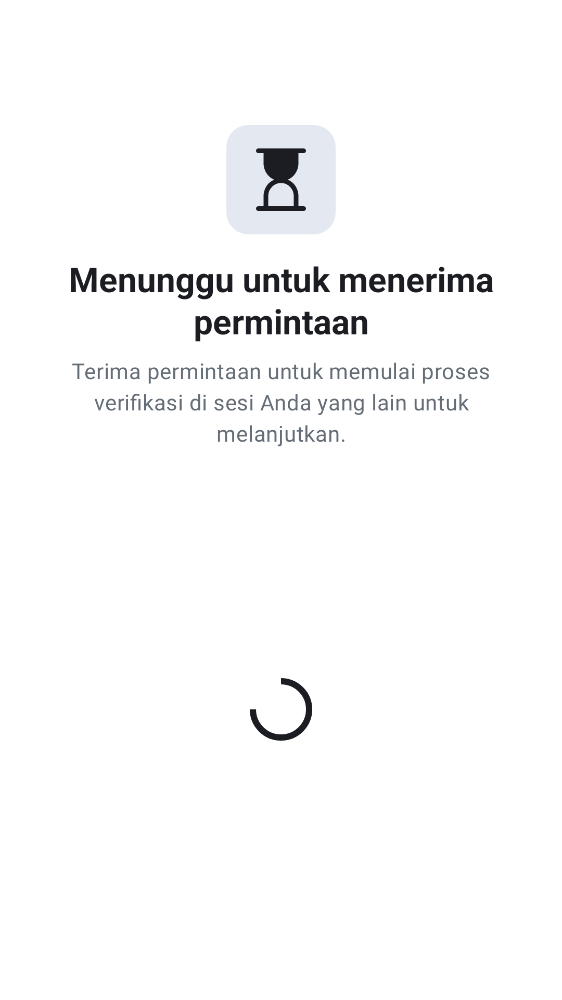 Menunggu untuk menerima
permintaan
Terima permintaan untuk memulai proses
verifikasi di sesi Anda yang lain untuk
melanjutkan.